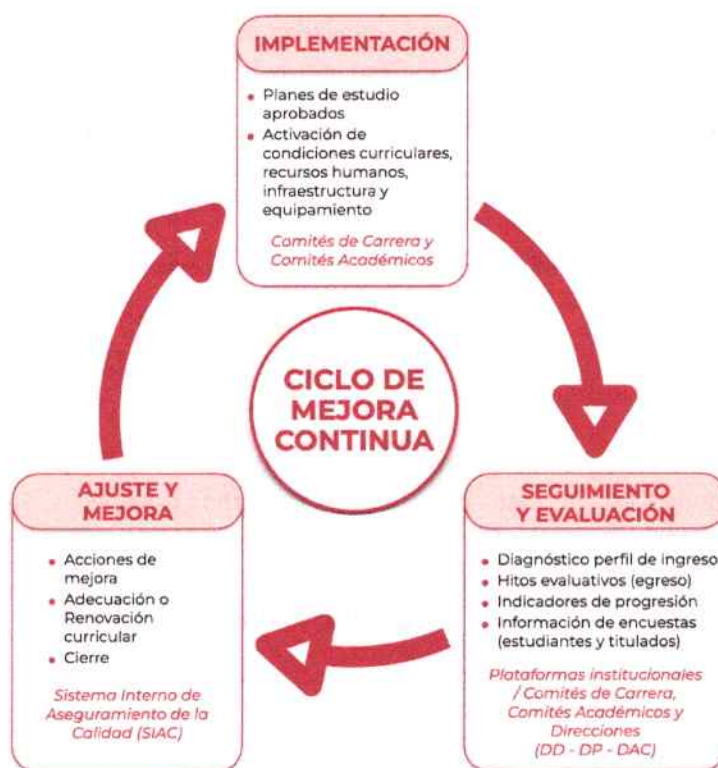 IMPLEMENTACIÓN
• Planes de estudio
aprobados
• Activación de
condiciones curriculares,
recursos humanos,
infraestructura y
equipamiento
Comités de Carrera y
Comités Académicos
CICLO DE
MEJORA
CONTINUA
AJUSTE Y
MEJORA
• Acciones de
mejora
• Adecuación o
Renovación
curricular
• Cierre
Sistema Interno de
Aseguramiento de la
Calidad (SIAC)
SEGUIMIENTO
Y EVALUACIÓN
• Diagnóstico perfil de ingreso
• Hitos evaluativos (egreso)
• Indicadores de progresión
• Información de encuestas
(estudiantes y titulados)
Plataformas institucionales
/ Comités de Carrera,
Comités Académicos y
Direcciones
(DD - DP - DAC)